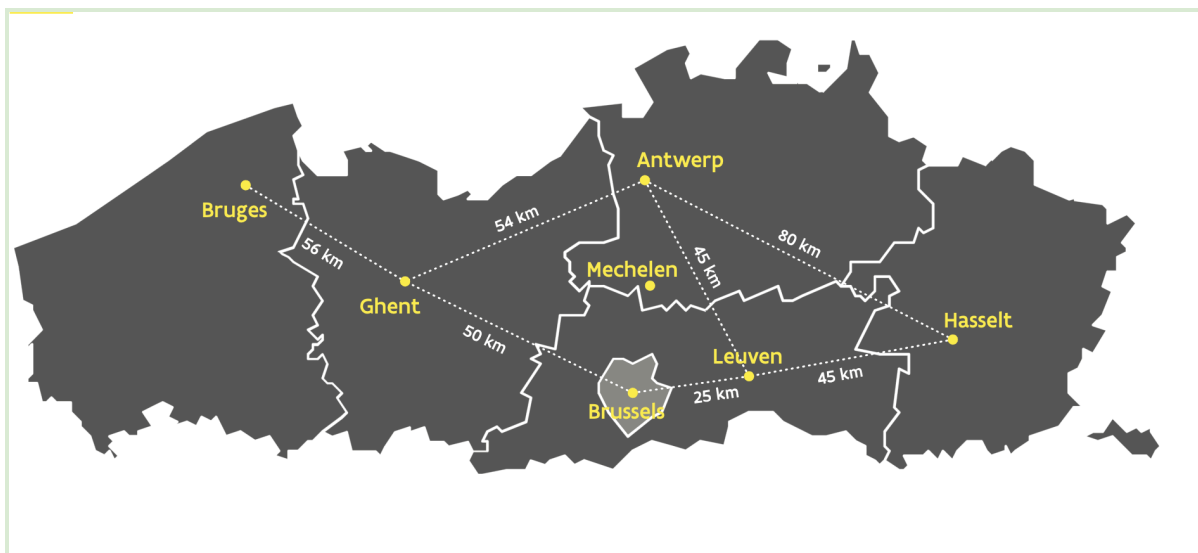 Antwerp
Bruges
54 km
56 km
45 km
80 km
Mechelen
Ghent
Hasselt
50 km
Leuven
45 km
25 km
Brussels